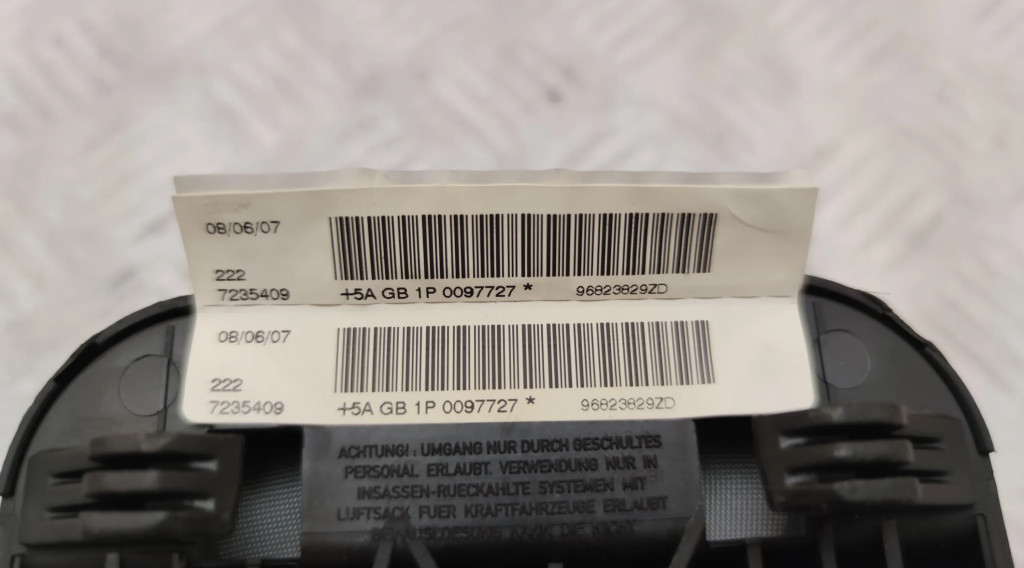 08/06/07
222
7235409 +5A GB 1P 0097727 * 96823829ZD
08/06/07
222
7235409 +5A GB 1P 0097727 * 96823829ZD
ACHTUNG! : UMGANG NUR DURCH GESCHULTES
PERSONAL ERLAUBT. VERWENDUNG NUR IN
INSASSEN-RUECKAHLTE SYSTEMEN MIT
LUFTSACK FUER KRAFTFAHRZEUGE ERLAUBT
DIE NICHT